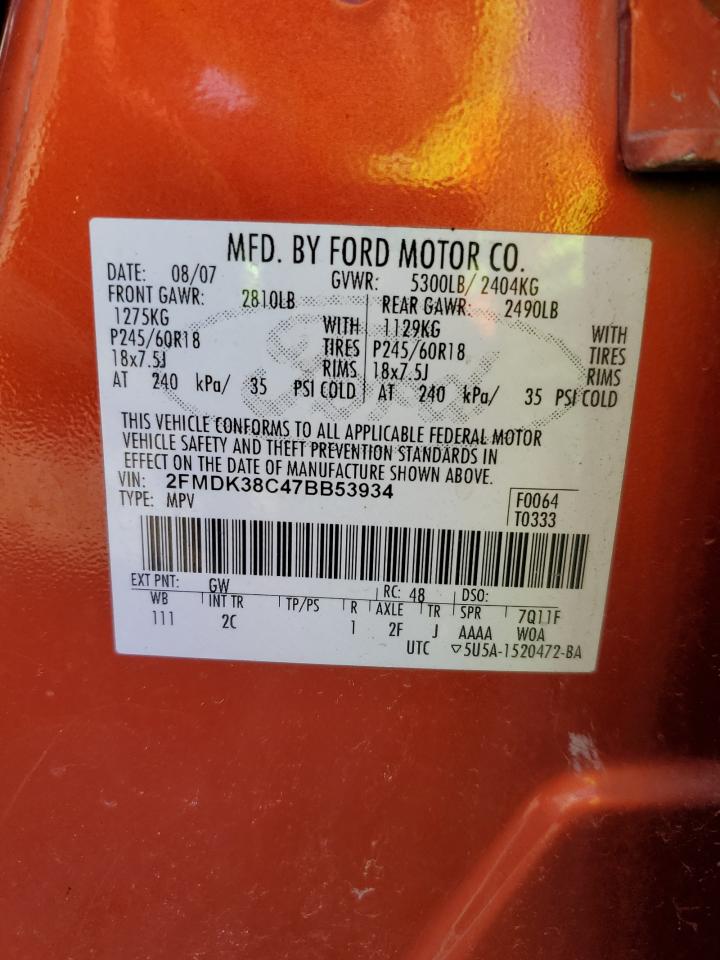 MFD. BY FORD MOTOR CO.
DATE: 08/07 GVWR: 5300LB/ 2404KG
FRONT GAWR: 2810LB REAR GAWR: 2490LB
1275KG WITH 1129KG WITH
P245/60R18 TIRES P245/60R18 TIRES
18x7.5J RIMS 18x7.5J RIMS
AT 240 kPa/ 35 PSI COLD AT 240 kPa/ 35 PSI COLD
Ford
THIS VEHICLE CONFORMS TO ALL APPLICABLE FEDERAL MOTOR
VEHICLE SAFETY AND THEFT PREVENTION STANDARDS IN
EFFECT ON THE DATE OF MANUFACTURE SHOWN ABOVE.
VIN: 2FMDK38C47BB53934
TYPE: MPV F0064
T0333
EXT PNT: GW RC: 48 DSO:
WB INT TR TP/PS R AXLE TR SPR 7Q11F
111 2C 1 2F J AAAA WOA
UTC ▽5U5A-1520472-BA